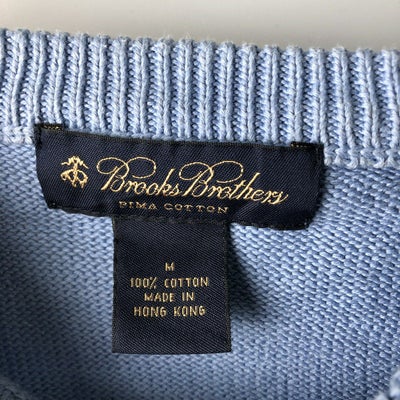 Brooks Brothers
PIMA COTTON
M
100% COTTON
MADE IN
HONG KONG